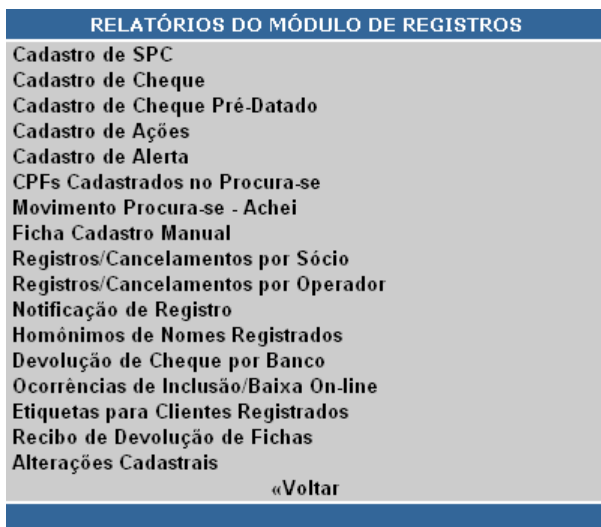 RELATÓRIOS DO MÓDULO DE REGISTROS
Cadastro de SPC
Cadastro de Cheque
Cadastro de Cheque Pré-Datado
Cadastro de Ações
Cadastro de Alerta
CPFs Cadastrados no Procura-se
Movimento Procura-se - Achei
Ficha Cadastro Manual
Registros/Cancelamentos por Sócio
Registros/Cancelamentos por Operador
Notificação de Registro
Homônimos de Nomes Registrados
Devolução de Cheque por Banco
Ocorrências de Inclusão/Baixa On-line
Etiquetas para Clientes Registrados
Recibo de Devolução de Fichas
Alterações Cadastrais
«Voltar